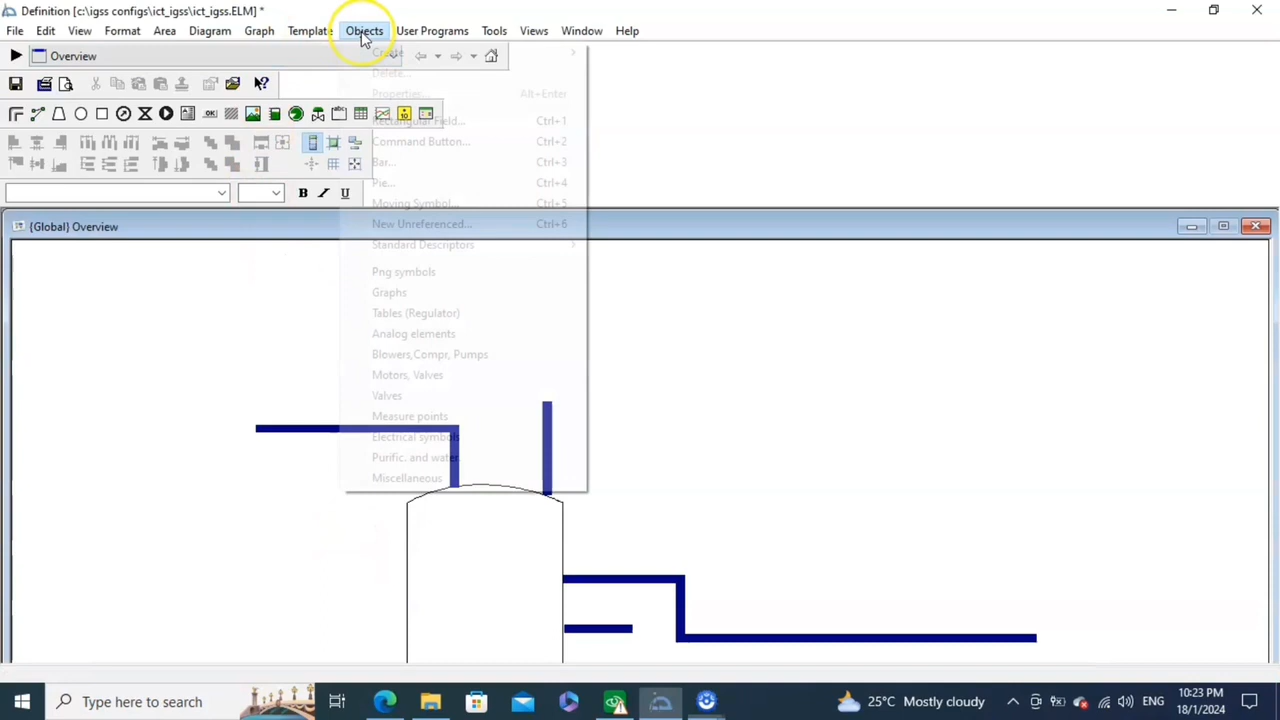 Definition [c:\igss configs\ict_igss\ict_igss.ELM] *
File Edit View Format Area Diagram Graph Template Objects User Programs Tools Views Window Help
Overview
Create
Delete...
Properties... Alt+Enter
Rectangular Field... Ctrl+1
Command Button... Ctrl+2
Bar... Ctrl+3
Pie... Ctrl+4
Moving Symbol... Ctrl+5
New Unreferenced... Ctrl+6
Standard Descriptors
Png symbols
Graphs
Tables (Regulator)
Analog elements
Blowers,Compr, Pumps
Motors, Valves
Valves
Measure points
Electrical symbols
Purific. and water
Miscellaneous
OK
10
B I U
{Global} Overview
Type here to search
25°C Mostly cloudy
ENG
10:23 PM
18/1/2024